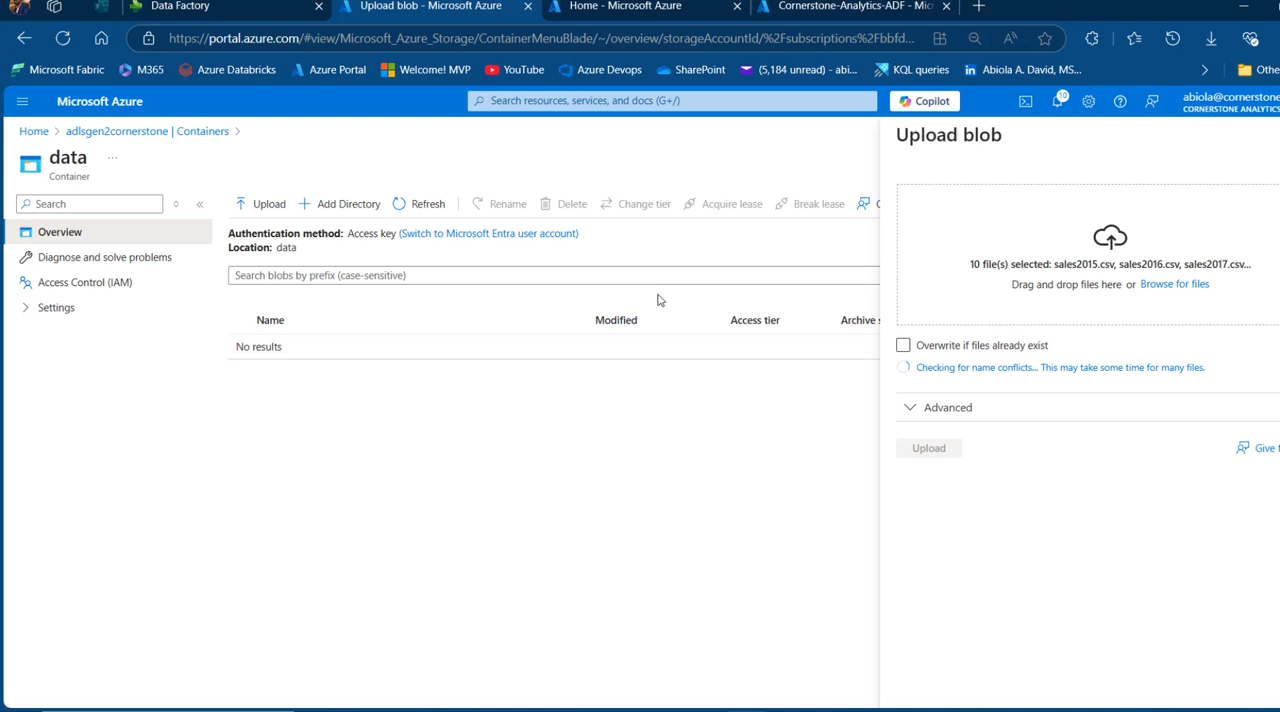 Data Factory
Upload blob - Microsoft Azure
Home - Microsoft Azure
Cornerstone-Analytics-ADF - Mic
https://portal.azure.com/#view/Microsoft_Azure_Storage/ContainerMenuBlade/~/overview/storageAccountId/%2Fsubscriptions%2Fbbfd...
Microsoft Fabric
M365
Azure Databricks
Azure Portal
Welcome! MVP
YouTube
Azure Devops
SharePoint
(5,184 unread) - abi...
KQL queries
Abiola A. David, MS...
Othe
Microsoft Azure
Search resources, services, and docs (G+/)
Copilot
10
abiola@cornerstone
CORNERSTONE ANALYTICS
Home > adlsgen2cornerstone | Containers >
data ...
Container
Search
Overview
Diagnose and solve problems
Access Control (IAM)
Settings
Upload
Add Directory
Refresh
Rename
Delete
Change tier
Acquire lease
Break lease
Authentication method: Access key (Switch to Microsoft Entra user account)
Location: data
Search blobs by prefix (case-sensitive)
Name
Modified
Access tier
Archive s
No results
Upload blob
10 file(s) selected: sales2015.csv, sales2016.csv, sales2017.csv...
Drag and drop files here or Browse for files
Overwrite if files already exist
Checking for name conflicts... This may take some time for many files.
Advanced
Upload
Give f